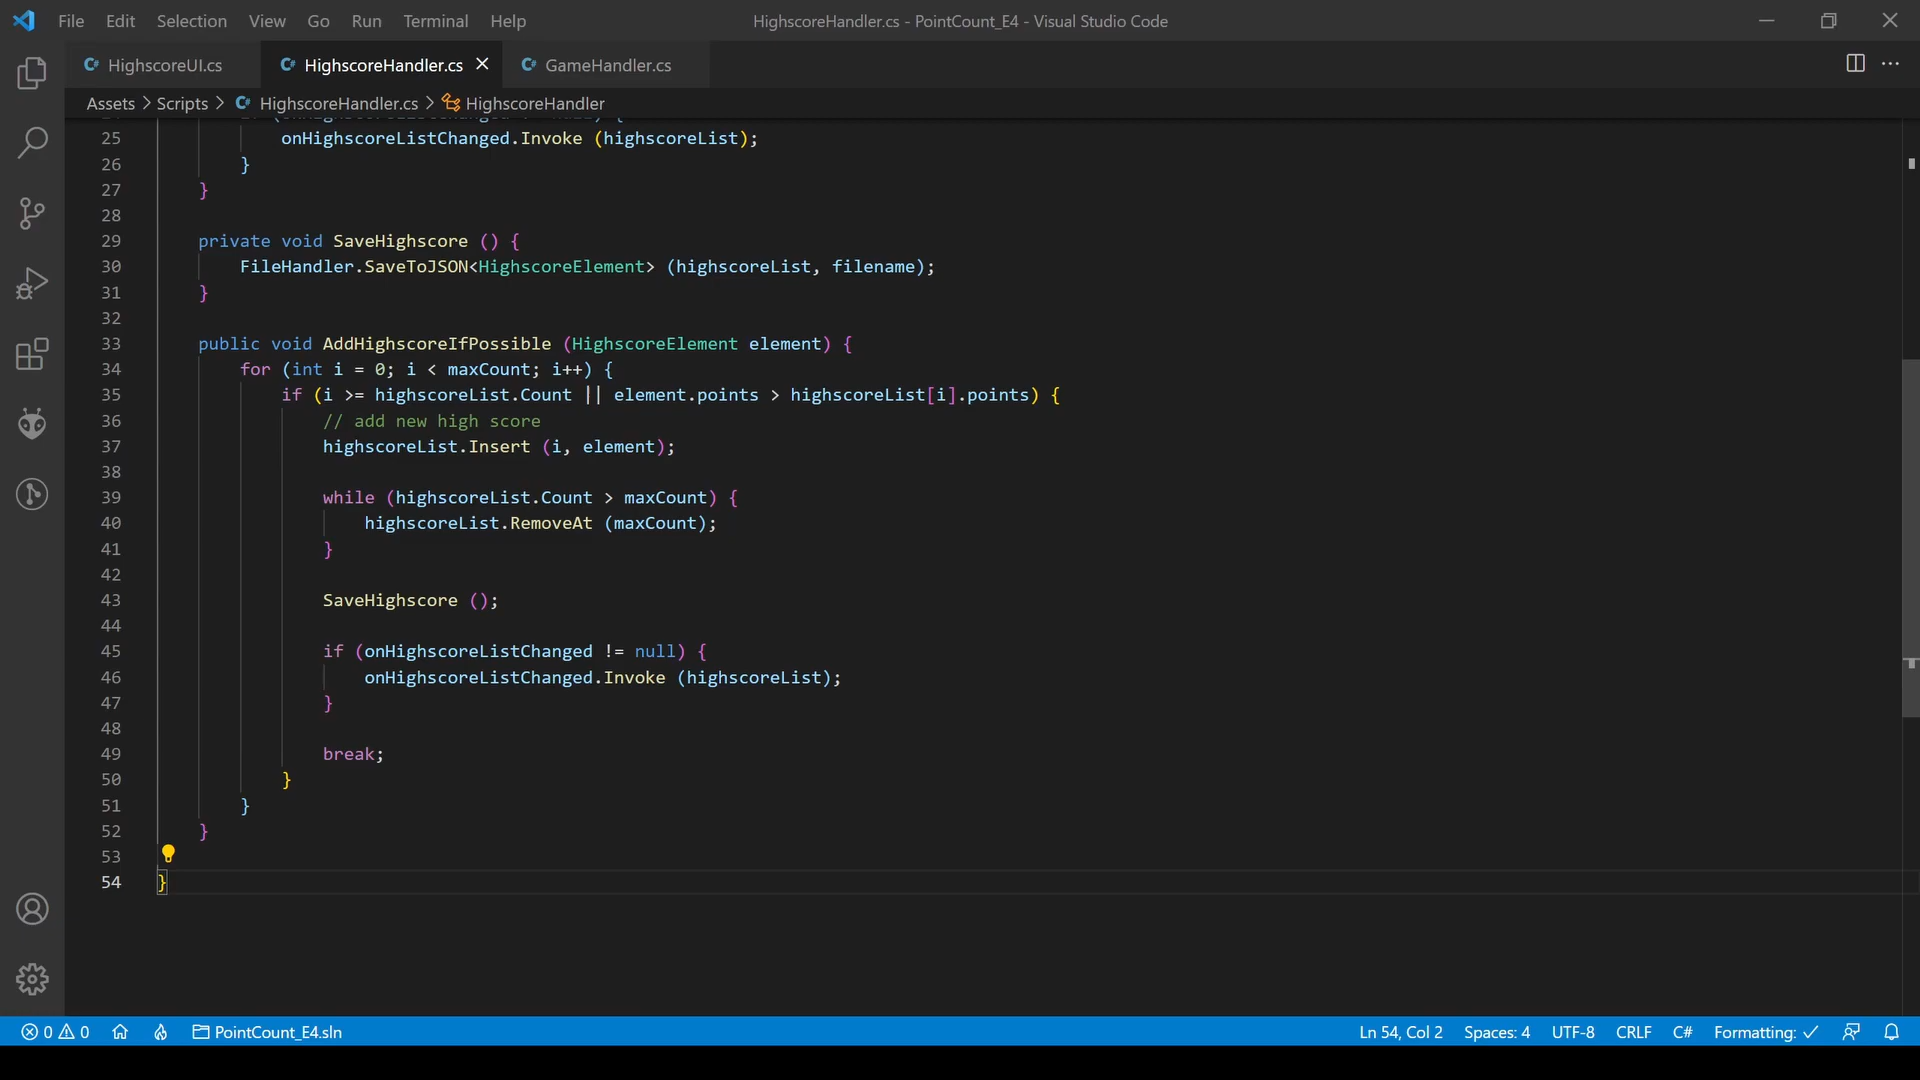 File Edit Selection View Go Run Terminal Help HighscoreHandler.cs - PointCount_E4 - Visual Studio Code
HighscoreUI.cs HighscoreHandler.cs GameHandler.cs
Assets > Scripts > HighscoreHandler.cs > HighscoreHandler
25 onHighscoreListChanged.Invoke (highscoreList);
26 }
27 }
28
29 private void SaveHighscore () {
30 FileHandler.SaveToJSON<HighscoreElement> (highscoreList, filename);
31 }
32
33 public void AddHighscoreIfPossible (HighscoreElement element) {
34 for (int i = 0; i < maxCount; i++) {
35 if (i >= highscoreList.Count || element.points > highscoreList[i].points) {
36 // add new high score
37 highscoreList.Insert (i, element);
38
39 while (highscoreList.Count > maxCount) {
40 highscoreList.RemoveAt (maxCount);
41 }
42
43 SaveHighscore ();
44
45 if (onHighscoreListChanged != null) {
46 onHighscoreListChanged.Invoke (highscoreList);
47 }
48
49 break;
50 }
51 }
52 }
53
54 }
0 0 PointCount_E4.sln Ln 54, Col 2 Spaces: 4 UTF-8 CRLF C# Formatting: ✓